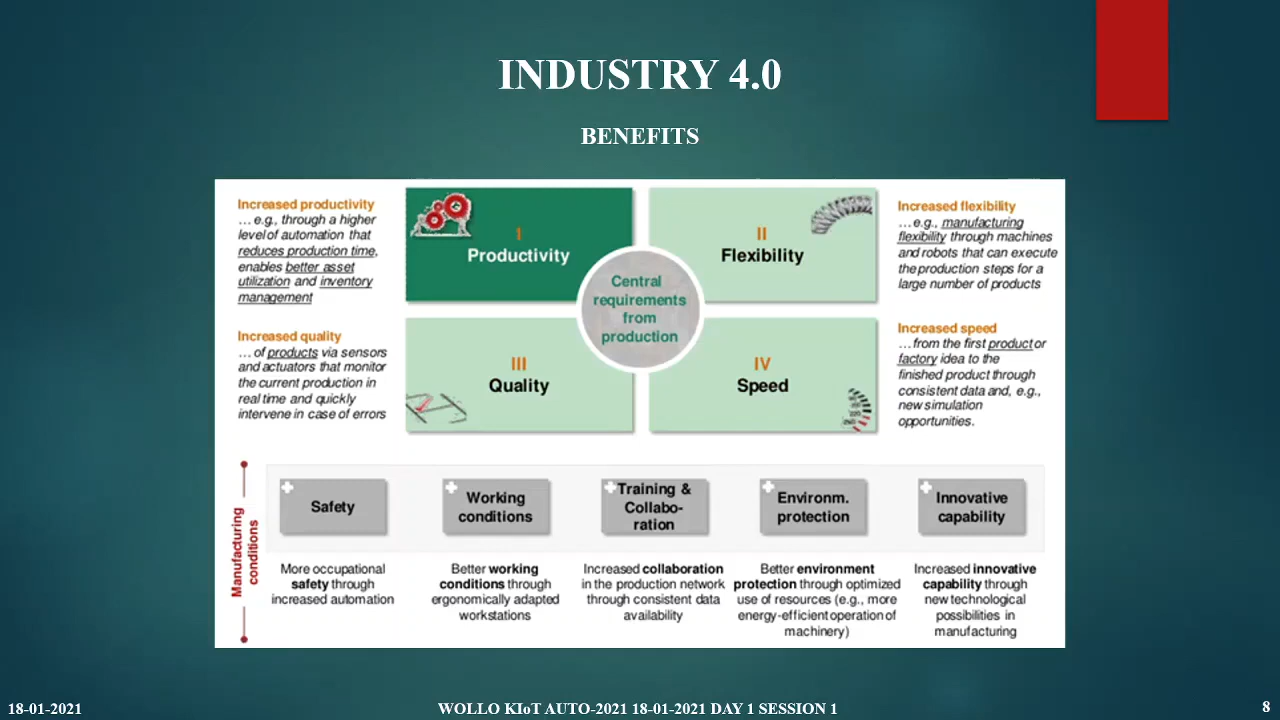 INDUSTRY 4.0
BENEFITS
Increased productivity
… e.g., through a higher
level of automation that
reduces production time,
enables better asset
utilization and inventory
management
I
Productivity
II
Flexibility
Increased flexibility
… e.g., manufacturing
flexibility through machines
and robots that can execute
the production steps for a
large number of products
Central
requirements
from
production
Increased quality
… of products via sensors
and actuators that monitor
the current production in
real time and quickly
intervene in case of errors
III
Quality
IV
Speed
Increased speed
… from the first product or
factory idea to the
finished product through
consistent data and, e.g.,
new simulation
opportunities.
Manufacturing
conditions
Safety
Working
conditions
Training &
Collabo-
ration
Environm.
protection
Innovative
capability
More occupational
safety through
increased automation
Better working
conditions through
ergonomically adapted
workstations
Increased collaboration
in the production network
through consistent data
availability
Better environment
protection through optimized
use of resources (e.g., more
energy-efficient operation of
machinery)
Increased innovative
capability through
new technological
possibilities in
manufacturing
18-01-2021
WOLLO KIoT AUTO-2021 18-01-2021 DAY 1 SESSION 1
8